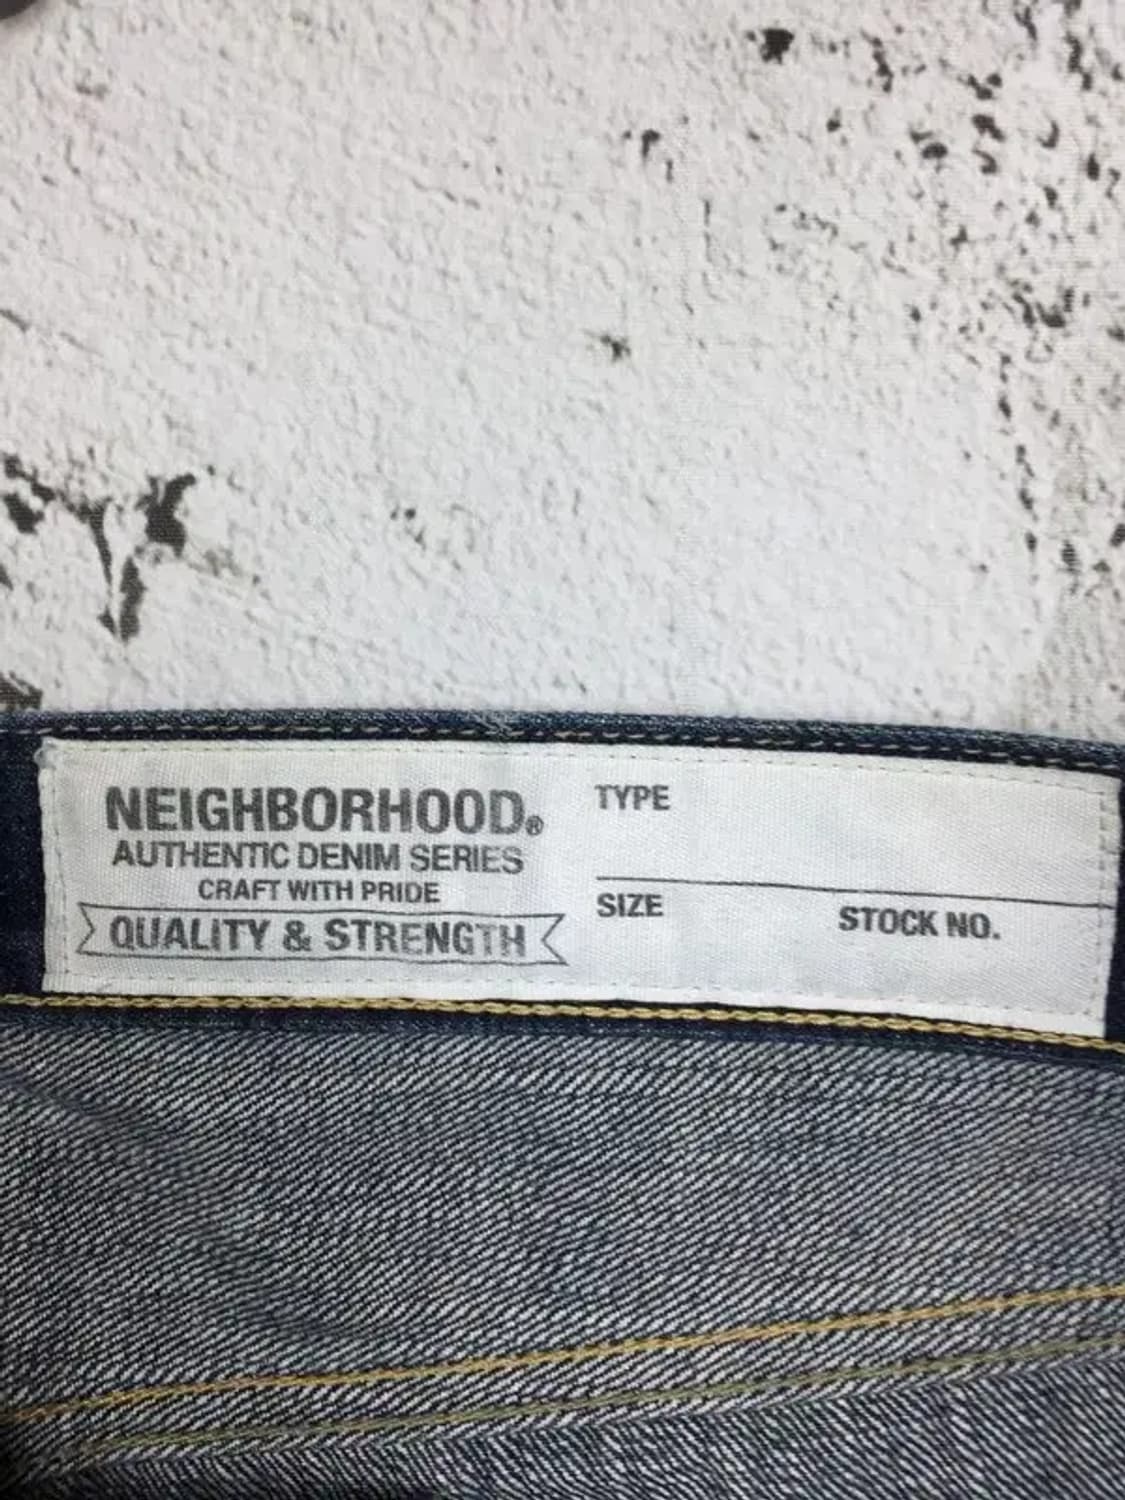 NEIGHBORHOOD®
AUTHENTIC DENIM SERIES
CRAFT WITH PRIDE
QUALITY & STRENGTH
TYPE
SIZE STOCK NO.